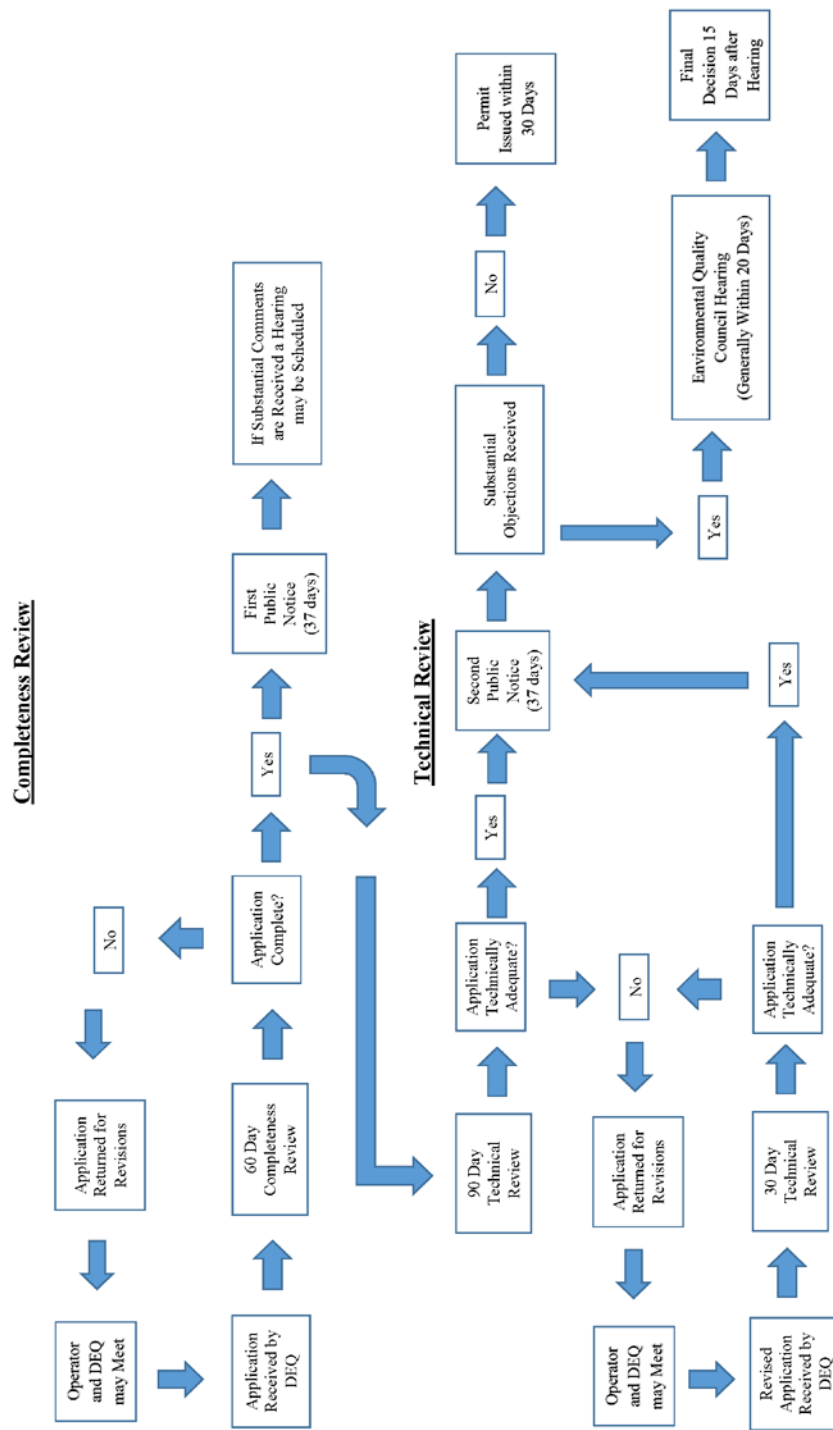 Completeness Review
Operator
and DEQ
may Meet
Application
Returned for
Revisions
No
Application
Received by
DEQ
60 Day
Completeness
Review
Application
Complete?
Yes
First
Public
Notice
(37 days)
If Substantial Comments
are Received a Hearing
may be Scheduled
Technical Review
90 Day
Technical
Review
Application
Technically
Adequate?
Yes
Second
Public
Notice
(37 days)
Substantial
Objections Received
No
Permit
Issued within
30 Days
Operator
and DEQ
may Meet
Application
Returned for
Revisions
No
Yes
Environmental Quality
Council Hearing
(Generally Within 20 Days)
Final
Decision 15
Days after
Hearing
Revised
Application
Received by
DEQ
30 Day
Technical
Review
Application
Technically
Adequate?
Yes